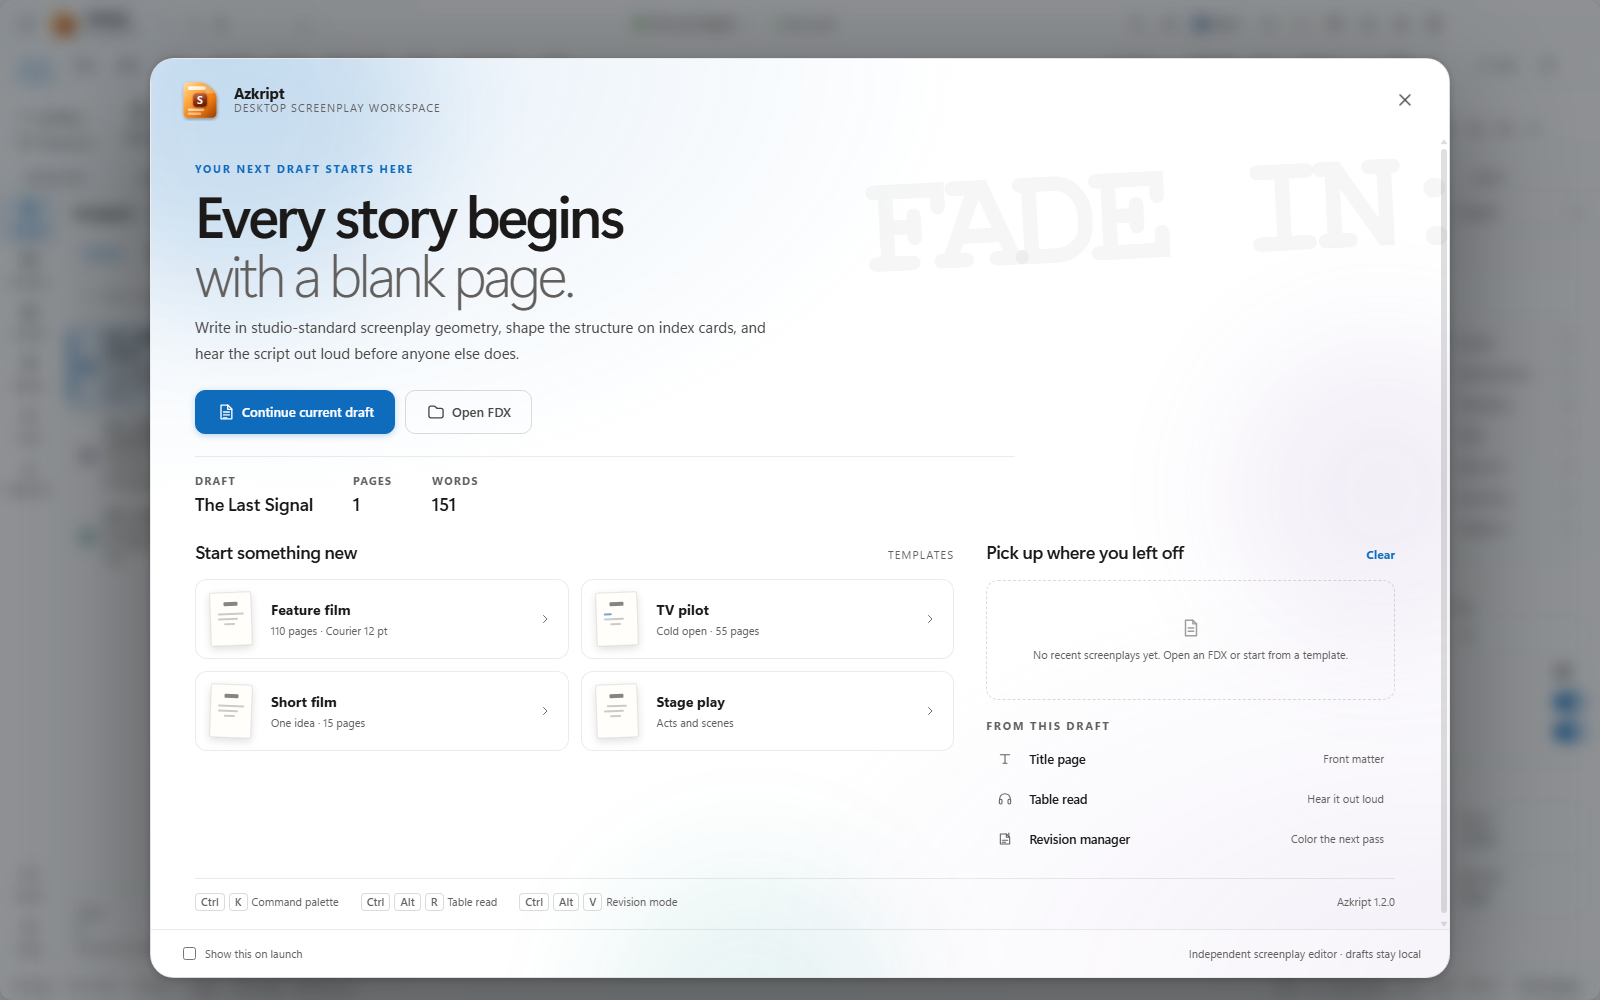 Azkript
DESKTOP SCREENPLAY WORKSPACE
YOUR NEXT DRAFT STARTS HERE
Every story begins
with a blank page.
FADE IN:
Write in studio-standard screenplay geometry, shape the structure on index cards, and
hear the script out loud before anyone else does.
Continue current draft
Open FDX
DRAFT
The Last Signal
PAGES
1
WORDS
151
Start something new
TEMPLATES
Feature film
110 pages · Courier 12 pt
TV pilot
Cold open · 55 pages
Short film
One idea · 15 pages
Stage play
Acts and scenes
Pick up where you left off
Clear
No recent screenplays yet. Open an FDX or start from a template.
FROM THIS DRAFT
Title page
Front matter
Table read
Hear it out loud
Revision manager
Color the next pass
Ctrl K Command palette
Ctrl Alt R Table read
Ctrl Alt V Revision mode
Azkript 1.2.0
Show this on launch
Independent screenplay editor · drafts stay local